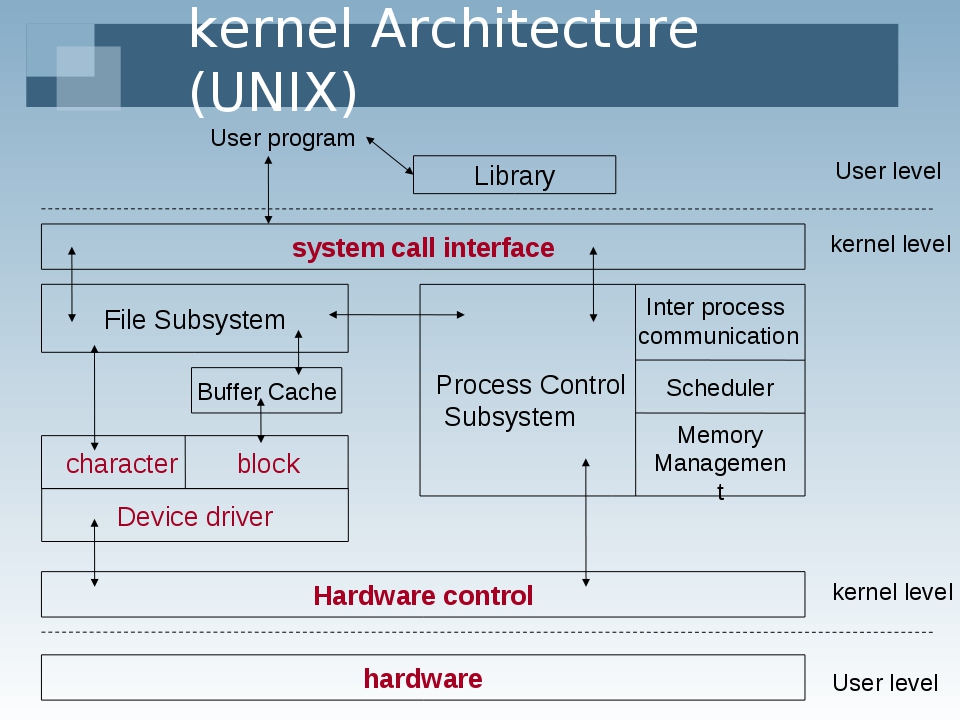 kernel Architecture
(UNIX)
User program
Library
User level
system call interface
kernel level
File Subsystem
Inter process
communication
Buffer Cache
Process Control
Subsystem
Scheduler
Memory
Managemen
t
character
block
Device driver
Hardware control
kernel level
hardware
User level